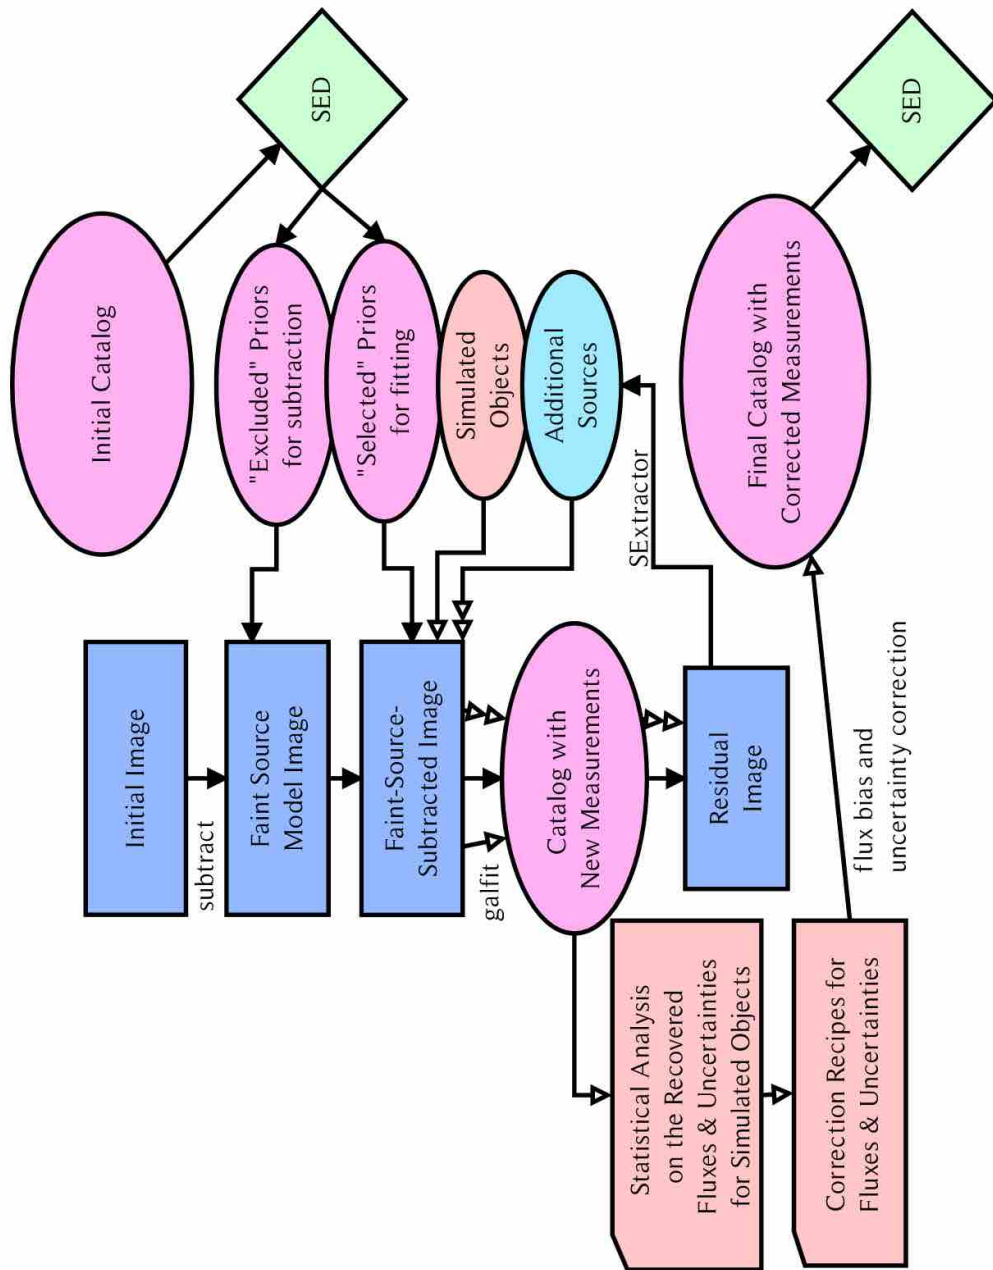 Initial Catalog
SED
"Excluded" Priors
for subtraction
"Selected" Priors
for fitting
Simulated
Objects
Additional
Sources
Initial Image
subtract
Faint Source
Model Image
Faint-Source-
Subtracted Image
galfit
Catalog with
New Measurements
Residual
Image
SExtractor
Statistical Analysis
on the Recovered
Fluxes & Uncertainties
for Simulated Objects
Correction Recipes for
Fluxes & Uncertainties
flux bias and
uncertainty correction
Final Catalog with
Corrected Measurements
SED